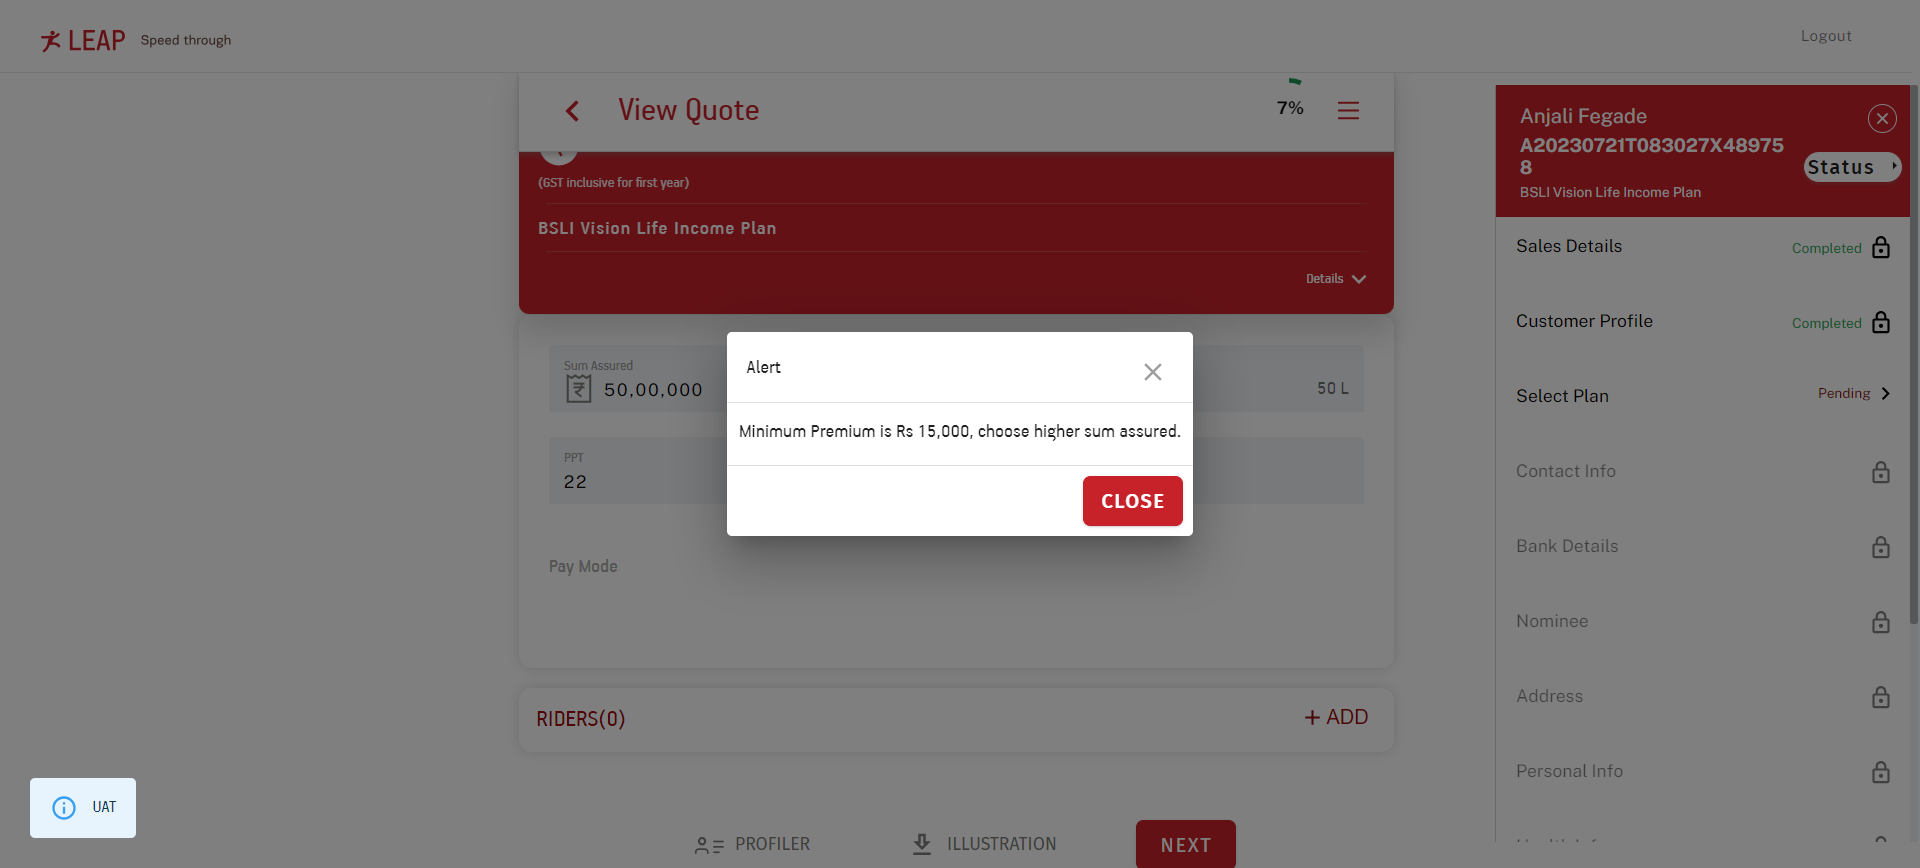 LEAP Speed through
Logout
View Quote
7%
(GST inclusive for first year)
BSLI Vision Life Income Plan
Details
Sum Assured
50,00,000
50 L
PPT
22
Pay Mode
RIDERS(0)
+ ADD
PROFILER
ILLUSTRATION
NEXT
Alert
Minimum Premium is Rs 15,000, choose higher sum assured.
CLOSE
Anjali Fegade
A20230721T083027X48975
8
Status
BSLI Vision Life Income Plan
Sales Details Completed
Customer Profile Completed
Select Plan Pending
Contact Info
Bank Details
Nominee
Address
Personal Info
UAT